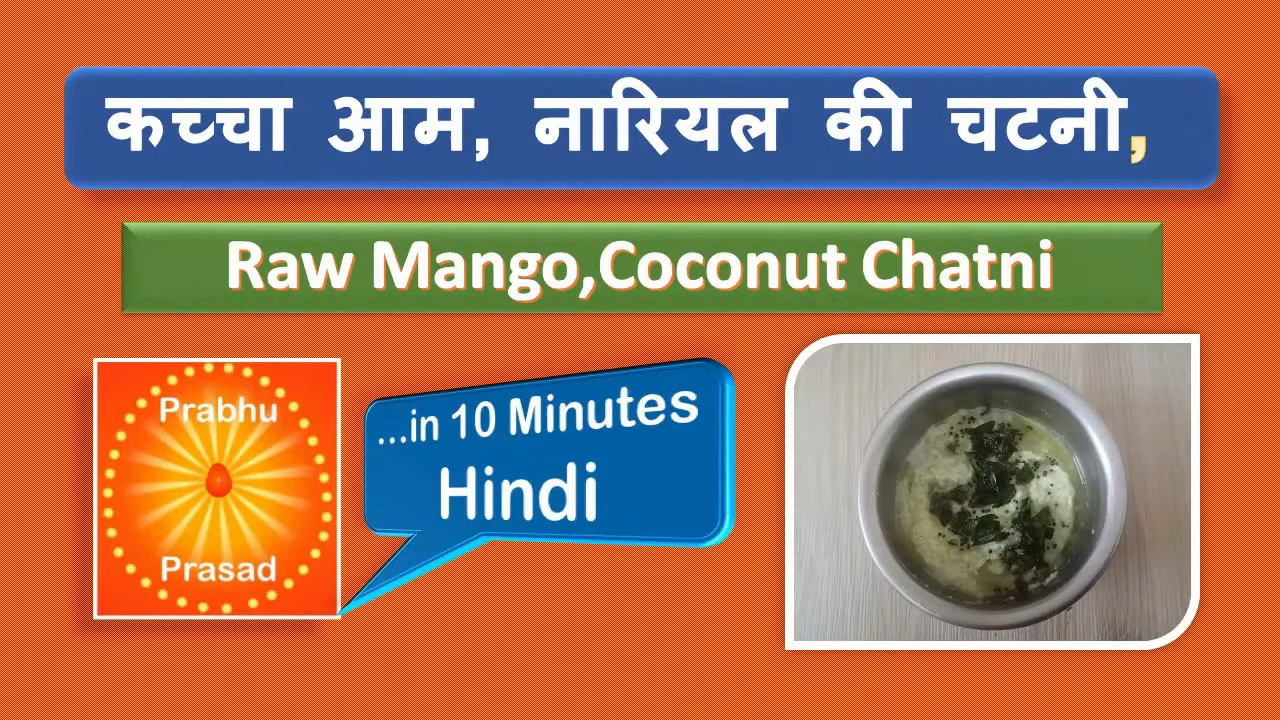 कच्चा आम, नारियल की चटनी,
Raw Mango,Coconut Chatni
Prabhu
Prasad
...in 10 Minutes
Hindi